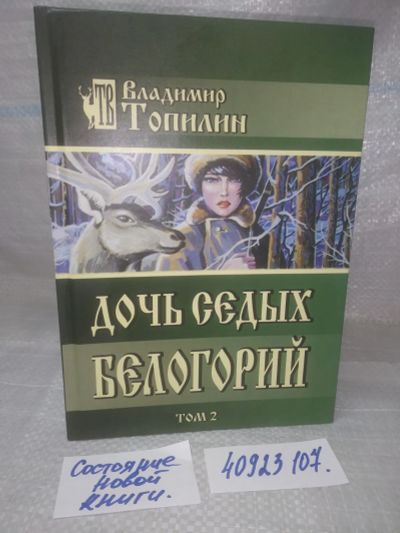 ТВ
Владимир
Топилин
ДОЧЬ СЕДЫХ
БЕЛОГОРИЙ
ТОМ 2
Состояние
новой
книги.
40923107.